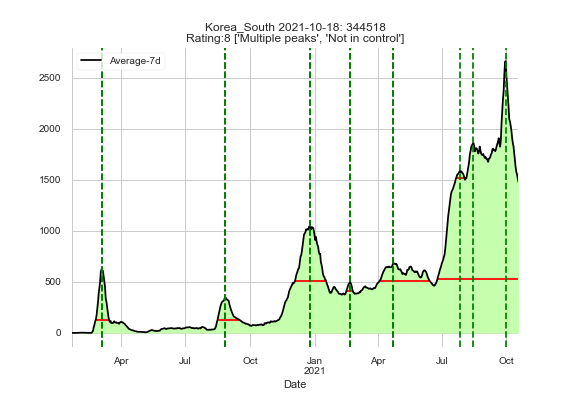 Korea_South 2021-10-18: 344518
Rating:8 ['Multiple peaks', 'Not in control']
Average-7d
2500
2000
1500
1000
500
0
Apr Jul Oct Jan Apr Jul Oct
2021
Date